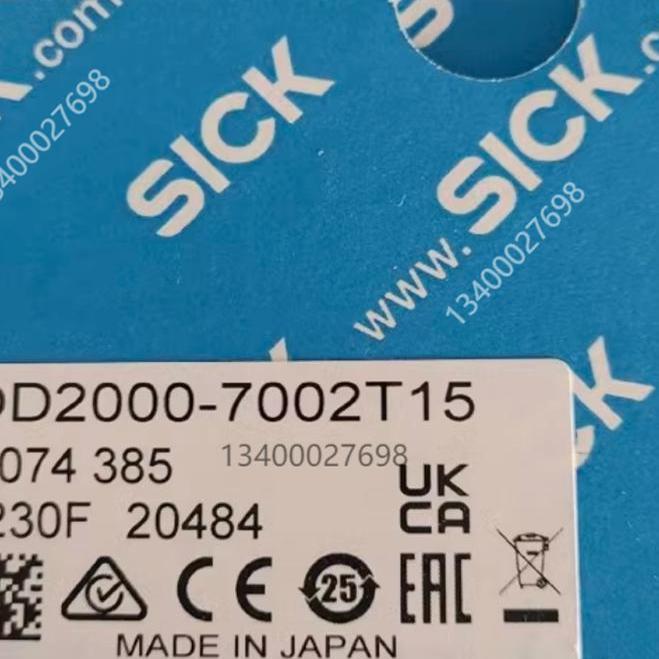 .com
13400027698
SICK
www.SICK.c
13400027698
DD2000-7002T15
074 385
13400027698
230F 20484
UK
CA
CE
25
EAC
MADE IN JAPAN